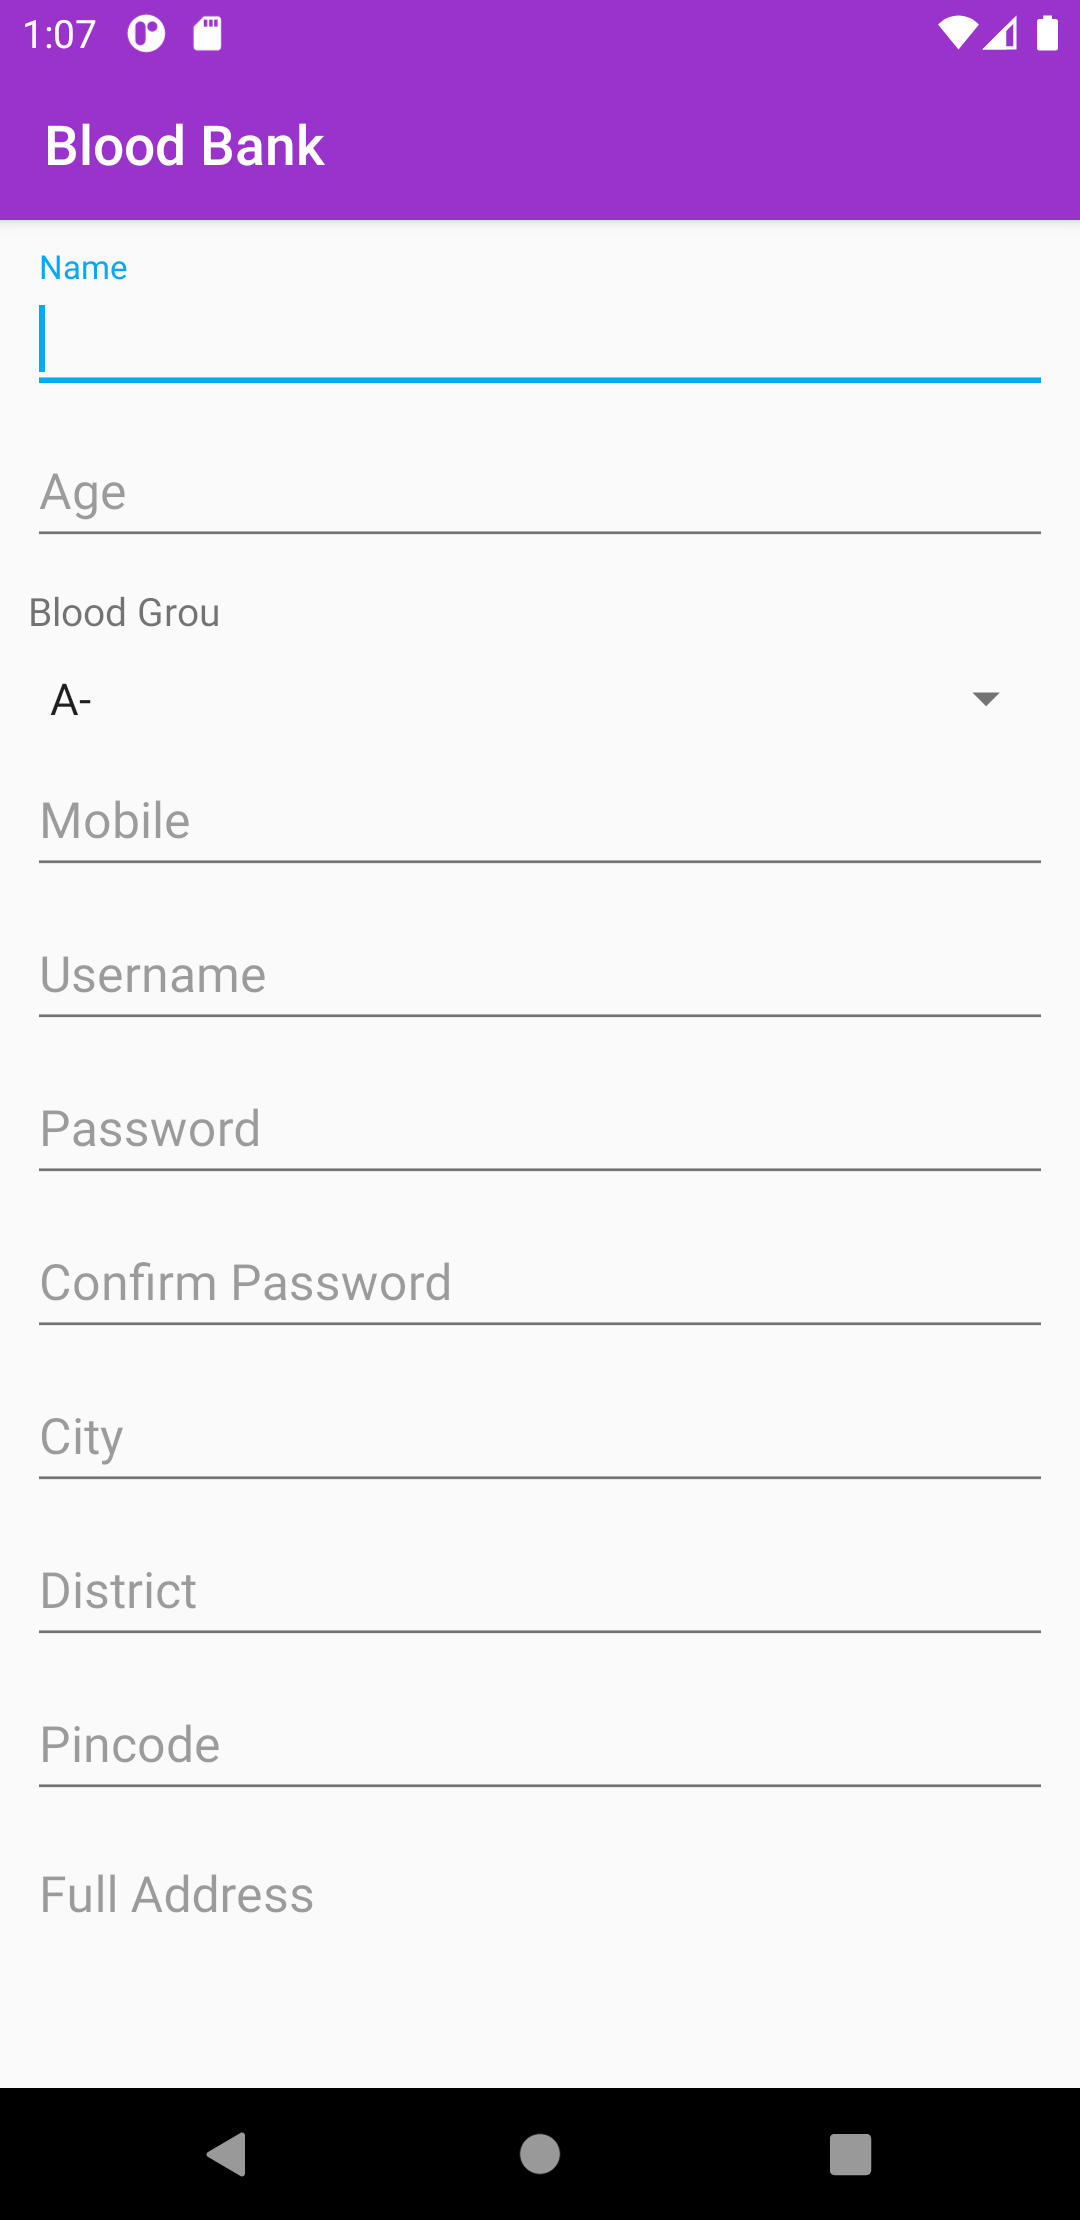 1:07
Blood Bank
Name
Age
Blood Grou
A-
Mobile
Username
Password
Confirm Password
City
District
Pincode
Full Address